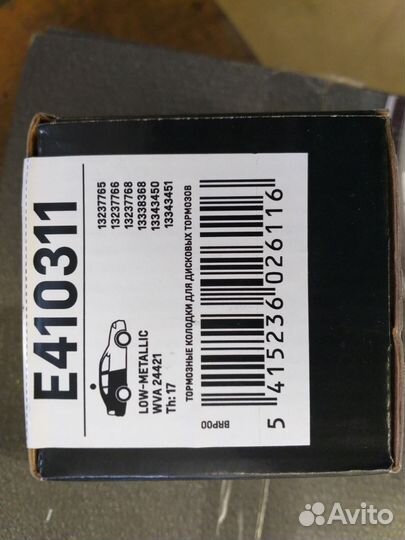 E410311
LOW-METALLIC
WVA 24421
Th: 17
13237765
13237766
13237768
13338368
13343450
13343451
ТОРМОЗНЫЕ КОЛОДКИ ДЛЯ ДИСКОВЫХ ТОРМОЗОВ
BRP00
5 415236 026116
Avito